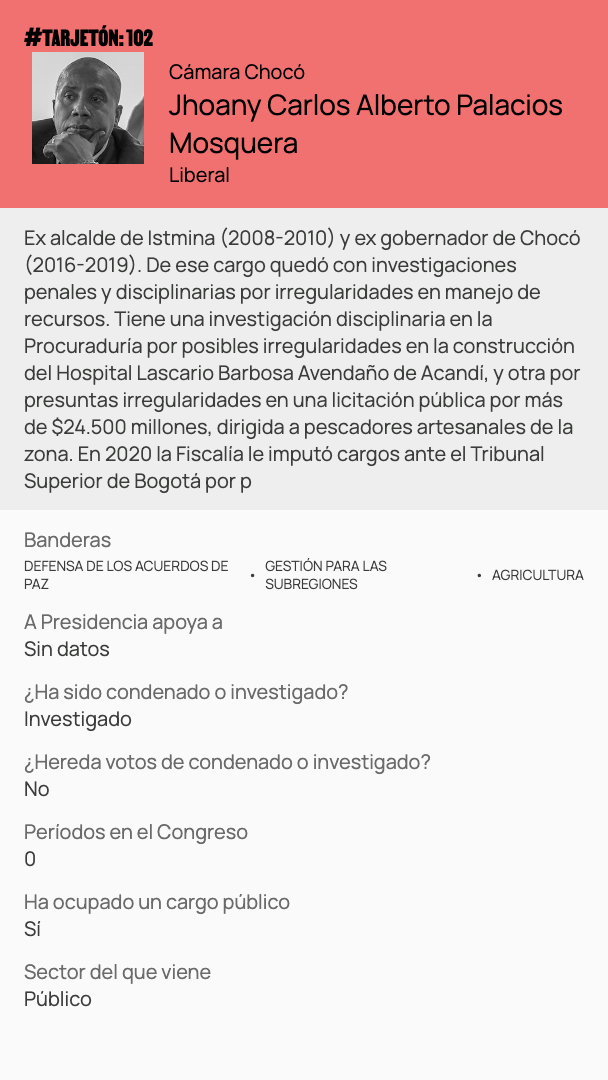 #TARJETÓN: 102
Cámara Chocó
Jhoany Carlos Alberto Palacios
Mosquera
Liberal
Ex alcalde de Istmina (2008-2010) y ex gobernador de Chocó
(2016-2019). De ese cargo quedó con investigaciones
penales y disciplinarias por irregularidades en manejo de
recursos. Tiene una investigación disciplinaria en la
Procuraduría por posibles irregularidades en la construcción
del Hospital Lascario Barbosa Avendaño de Acandí, y otra por
presuntas irregularidades en una licitación pública por más
de $24.500 millones, dirigida a pescadores artesanales de la
zona. En 2020 la Fiscalía le imputó cargos ante el Tribunal
Superior de Bogotá por p
Banderas
DEFENSA DE LOS ACUERDOS DE
PAZ
• GESTIÓN PARA LAS
SUBREGIONES
• AGRICULTURA
A Presidencia apoya a
Sin datos
¿Ha sido condenado o investigado?
Investigado
¿Hereda votos de condenado o investigado?
No
Períodos en el Congreso
0
Ha ocupado un cargo público
Sí
Sector del que viene
Público